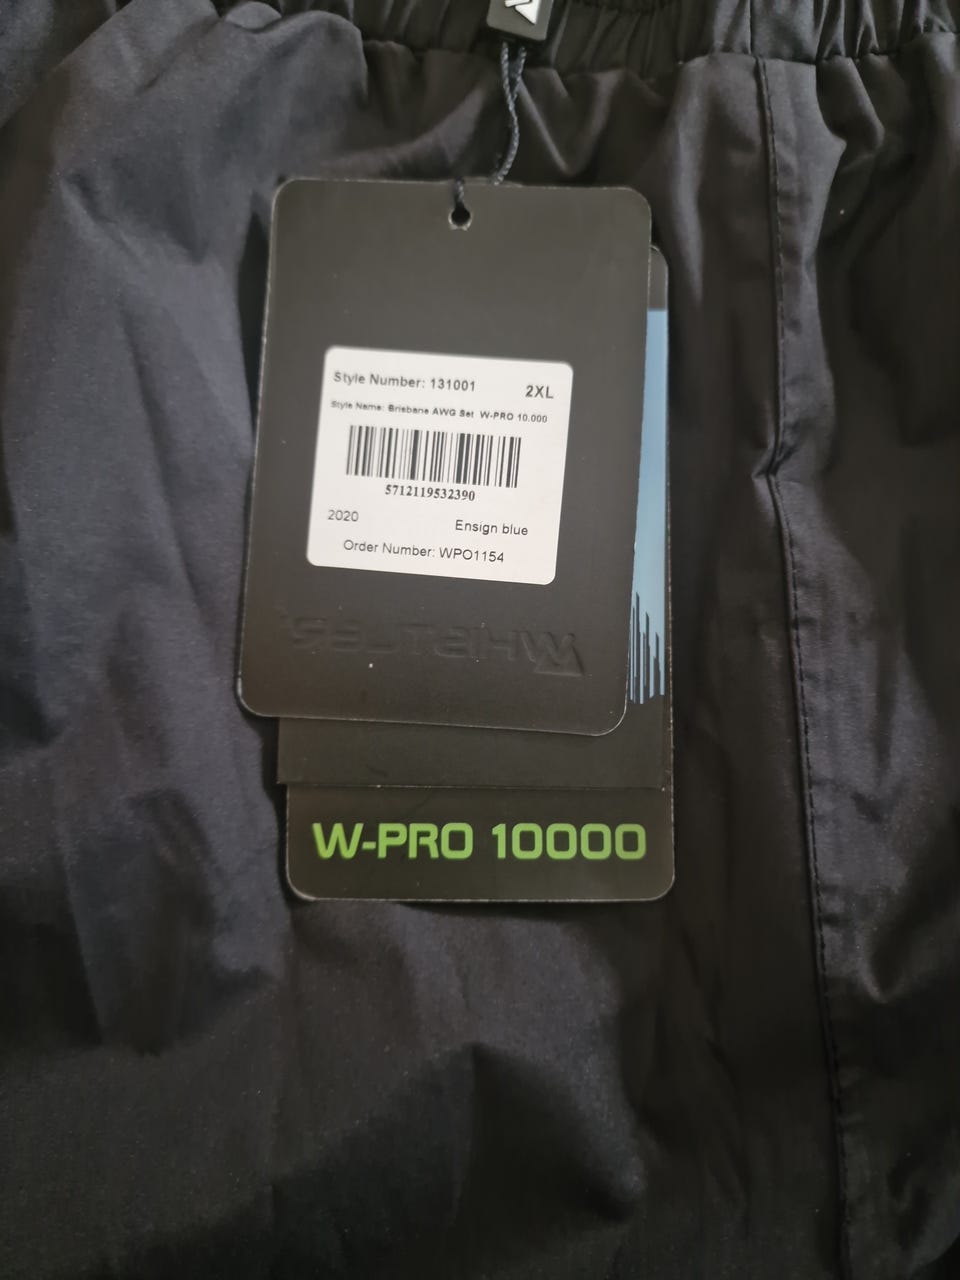 Style Number: 131001
2XL
Style Name: Brisbane AWG Set W-PRO 10.000
5712119532390
2020
Ensign blue
Order Number: WPO1154
W-PRO 10000